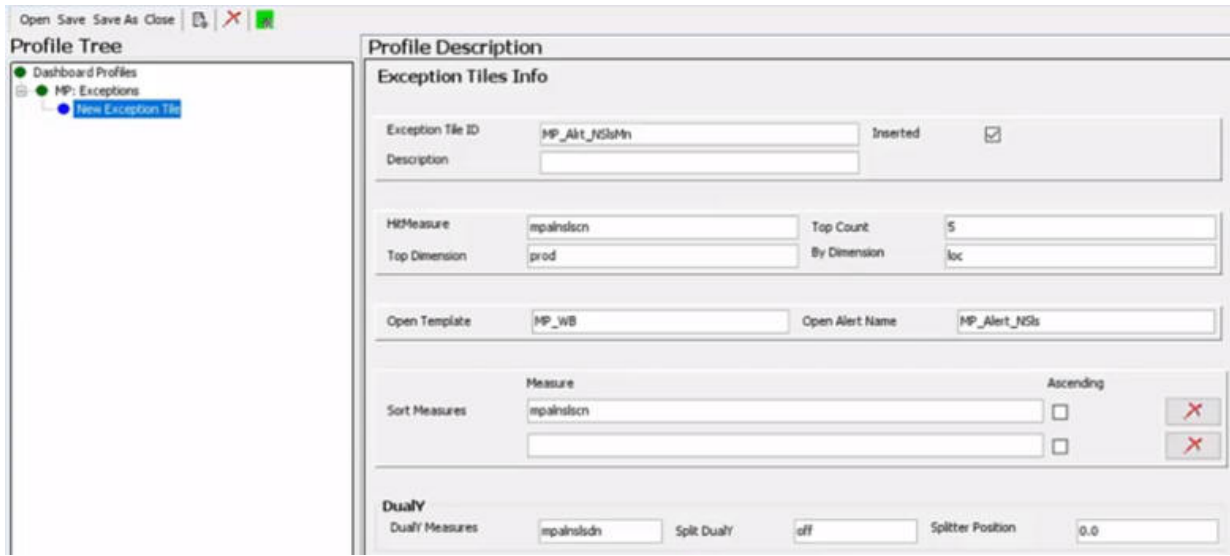 Open Save Save As Close
Profile Tree
Dashboard Profiles
MP: Exceptions
New Exception Tile
Profile Description
Exception Tiles Info
Exception Tile ID MP_Alrt_NSlsMn Inserted
Description
HitMeasure mpalnslscn Top Count 5
Top Dimension prod By Dimension loc
Open Template MP_WB Open Alert Name MP_Alert_NSls
Measure Ascending
Sort Measures mpalnslscn
DualY
DualY Measures mpalnslsdn Split DualY off Splitter Position 0.0